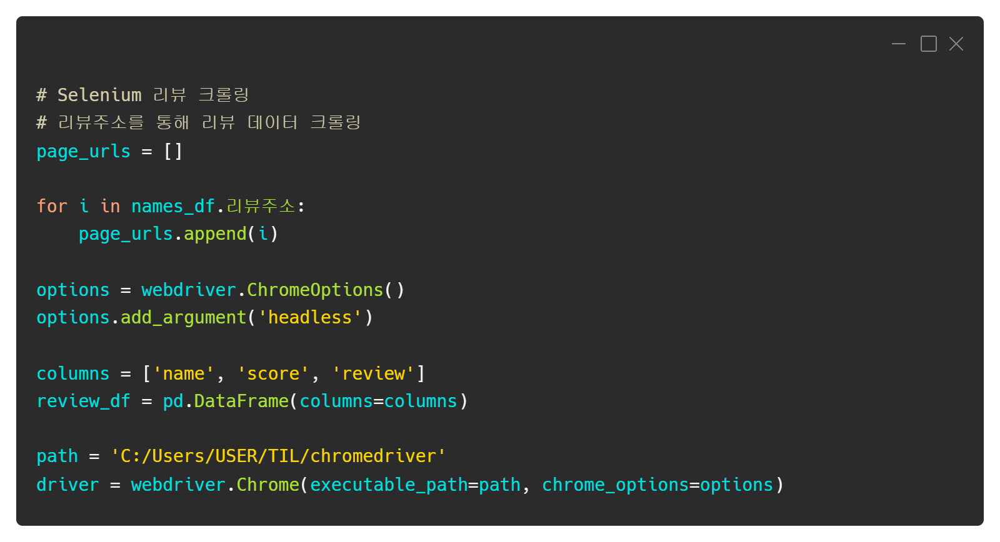 # Selenium 리뷰 크롤링
# 리뷰주소를 통해 리뷰 데이터 크롤링
page_urls = []
for i in names_df.리뷰주소:
    page_urls.append(i)
options = webdriver.ChromeOptions()
options.add_argument('headless')
columns = ['name', 'score', 'review']
review_df = pd.DataFrame(columns=columns)
path = 'C:/Users/USER/TIL/chromedriver'
driver = webdriver.Chrome(executable_path=path, chrome_options=options)